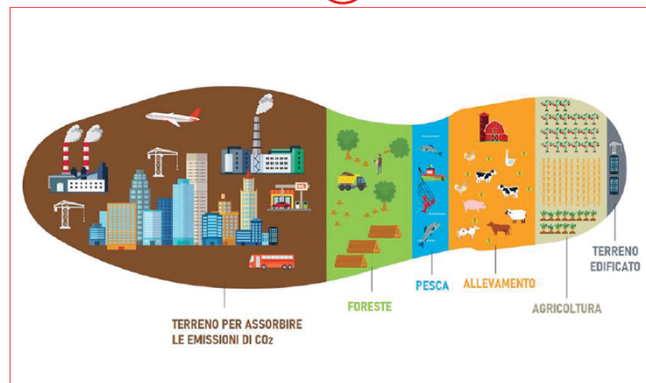 TERRENO PER ASSORBIRE
LE EMISSIONI DI CO₂
FORESTE
PESCA
ALLEVAMENTO
AGRICOLTURA
TERRENO
EDIFICATO